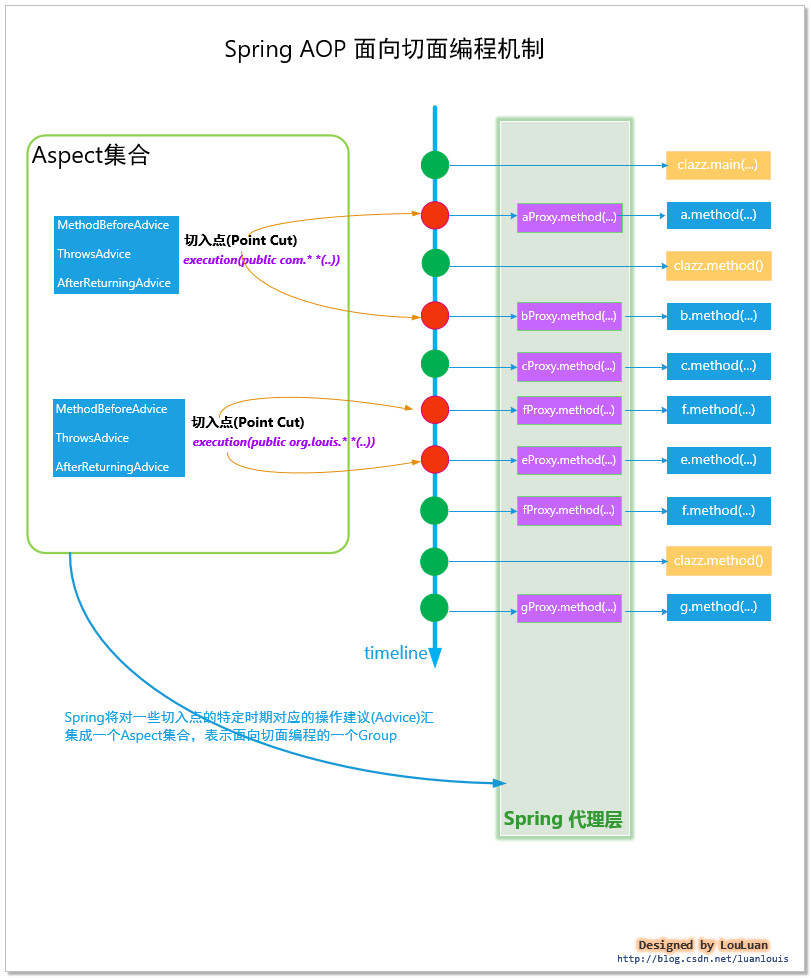 Spring AOP 面向切面编程机制
Aspect集合
MethodBeforeAdvice
ThrowsAdvice
AfterReturningAdvice
切入点(Point Cut)
execution(public com.* *(..))
MethodBeforeAdvice
ThrowsAdvice
AfterReturningAdvice
切入点(Point Cut)
execution(public org.louis.* *(..))
clazz.main(...)
aProxy.method(...)
a.method(...)
clazz.method()
bProxy.method(...)
b.method(...)
cProxy.method(...)
c.method(...)
fProxy.method(...)
f.method(...)
eProxy.method(...)
e.method(...)
fProxy.method(...)
f.method(...)
clazz.method()
gProxy.method(...)
g.method(...)
timeline
Spring将对一些切入点的特定时期对应的操作建议(Advice)汇
集成一个Aspect集合，表示面向切面编程的一个Group
Spring 代理层
Designed by LouLuan
http://blog.csdn.net/luanlouis